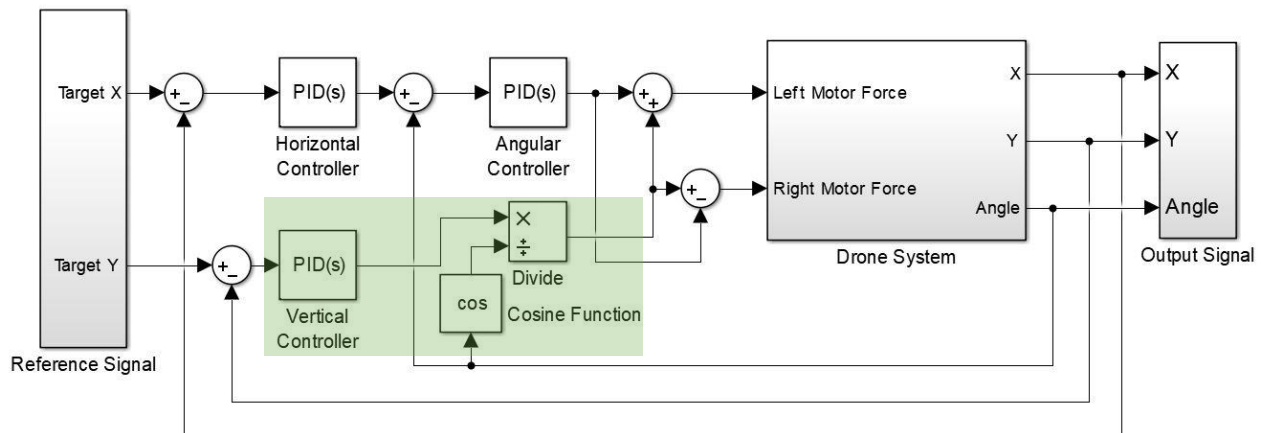 Target X
+
−
PID(s)
Horizontal
Controller
+
−
PID(s)
Angular
Controller
+
+
Left Motor Force
X
X
Y
Y
Right Motor Force
+
−
Angle
Angle
Drone System
Output Signal
Target Y
+
−
PID(s)
Vertical
Controller
×
÷
Divide
cos
Cosine Function
Reference Signal